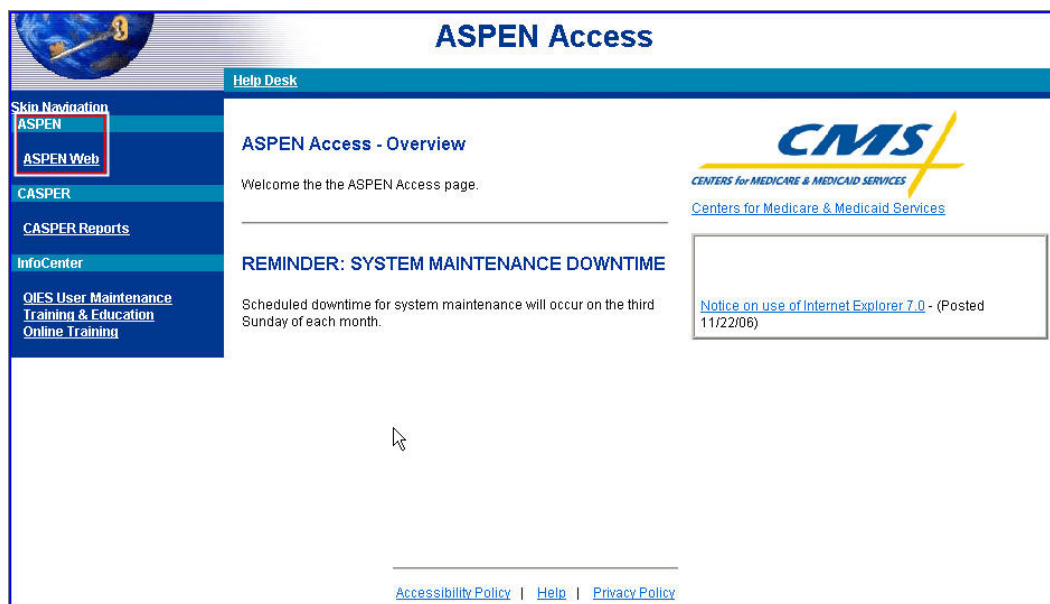 ASPEN Access
Help Desk
Skip Navigation
ASPEN
ASPEN Web
CASPER
CASPER Reports
InfoCenter
QIES User Maintenance
Training & Education
Online Training
ASPEN Access - Overview
Welcome the the ASPEN Access page.
REMINDER: SYSTEM MAINTENANCE DOWNTIME
Scheduled downtime for system maintenance will occur on the third
Sunday of each month.
CMS
CENTERS for MEDICARE & MEDICAID SERVICES
Centers for Medicare & Medicaid Services
Notice on use of Internet Explorer 7.0 - (Posted
11/22/06)
Accessibility Policy | Help | Privacy Policy